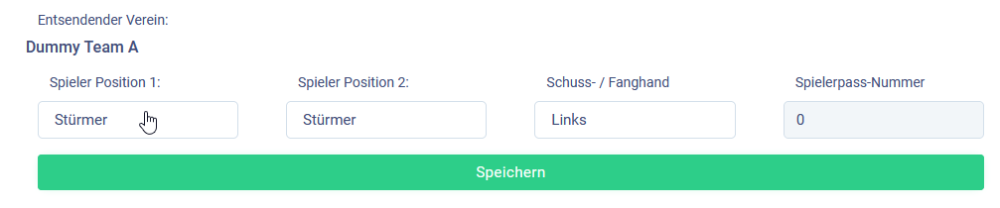 Entsendender Verein:
Dummy Team A
Spieler Position 1: Spieler Position 2: Schuss- / Fanghand Spielerpass-Nummer
Stürmer Stürmer Links 0
Speichern